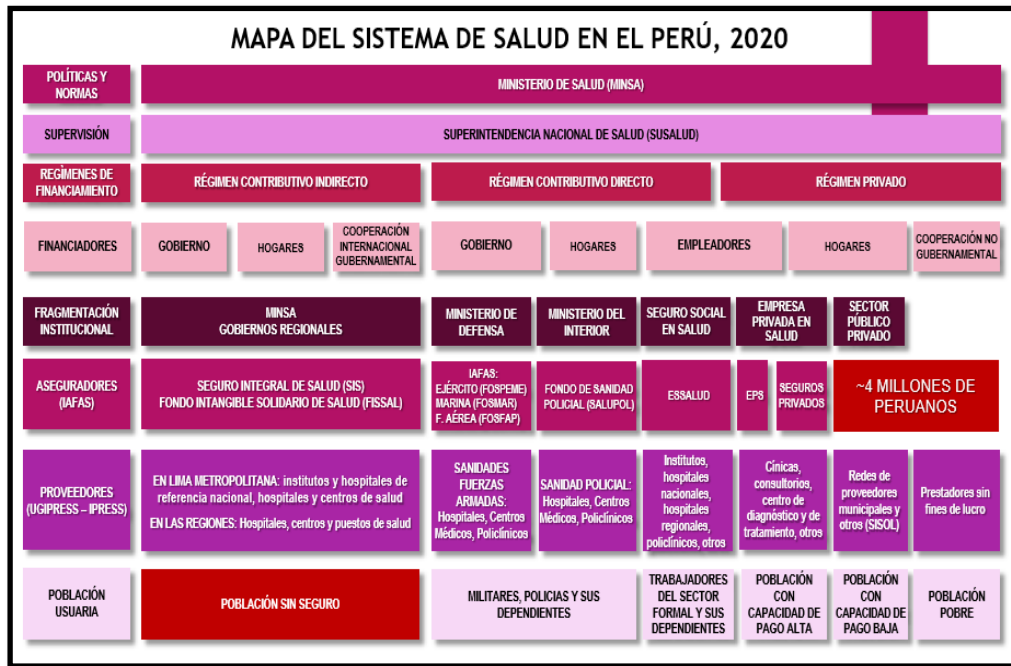 MAPA DEL SISTEMA DE SALUD EN EL PERÚ, 2020
POLÍTICAS Y
NORMAS
MINISTERIO DE SALUD (MINSA)
SUPERVISIÓN
SUPERINTENDENCIA NACIONAL DE SALUD (SUSALUD)
REGÍMENES DE
FINANCIAMIENTO
RÉGIMEN CONTRIBUTIVO INDIRECTO
RÉGIMEN CONTRIBUTIVO DIRECTO
RÉGIMEN PRIVADO
FINANCIADORES
GOBIERNO
HOGARES
COOPERACIÓN
INTERNACIONAL
GUBERNAMENTAL
GOBIERNO
HOGARES
EMPLEADORES
HOGARES
COOPERACIÓN NO
GUBERNAMENTAL
FRAGMENTACIÓN
INSTITUCIONAL
MINSA
GOBIERNOS REGIONALES
MINISTERIO DE
DEFENSA
MINISTERIO DEL
INTERIOR
SEGURO SOCIAL
EN SALUD
EMPRESA
PRIVADA EN
SALUD
SECTOR
PÚBLICO
PRIVADO
ASEGURADORES
(IAFAS)
SEGURO INTEGRAL DE SALUD (SIS)
FONDO INTANGIBLE SOLIDARIO DE SALUD (FISSAL)
IAFAS:
EJÉRCITO (FOSPEME)
MARINA (FOSMAR)
F. AÉREA (FOSFAP)
FONDO DE SANIDAD
POLICIAL (SALUPOL)
ESSALUD
EPS
SEGUROS
PRIVADOS
~4 MILLONES DE
PERUANOS
PROVEEDORES
(UGIPRESS – IPRESS)
EN LIMA METROPOLITANA: institutos y hospitales de
referencia nacional, hospitales y centros de salud
EN LAS REGIONES: Hospitales, centros y puestos de salud
SANIDADES
FUERZAS
ARMADAS:
Hospitales, Centros
Médicos, Policlínicos
SANIDAD POLICIAL:
Hospitales, Centros
Médicos, Policlínicos
Institutos,
hospitales
nacionales,
hospitales
regionales,
policlínicos, otros
Cínicas,
consultorios,
centro de
diagnóstico y de
tratamiento, otros
Redes de
proveedores
municipales y
otros (SISOL)
Prestadores sin
fines de lucro
POBLACIÓN
USUARIA
POBLACIÓN SIN SEGURO
MILITARES, POLICIAS Y SUS
DEPENDIENTES
TRABAJADORES
DEL SECTOR
FORMAL Y SUS
DEPENDIENTES
POBLACIÓN
CON
CAPACIDAD DE
PAGO ALTA
POBLACIÓN
CON
CAPACIDAD DE
PAGO BAJA
POBLACIÓN
POBRE